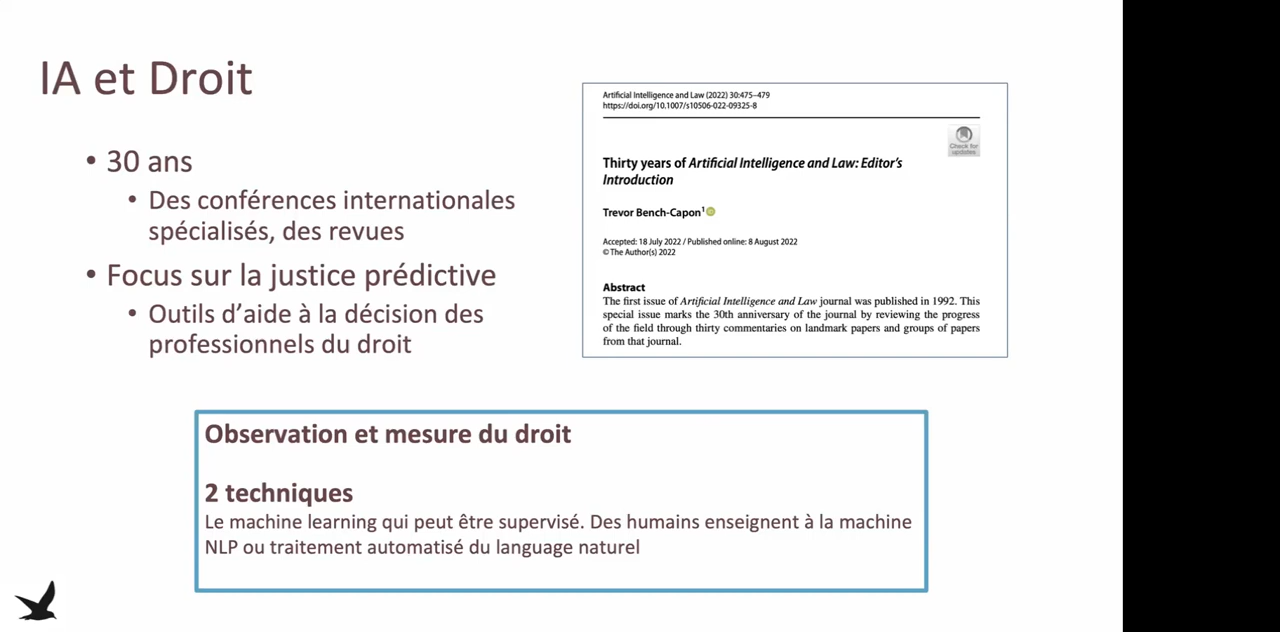 IA et Droit
• 30 ans
• Des conférences internationales
spécialisés, des revues
• Focus sur la justice prédictive
• Outils d’aide à la décision des
professionnels du droit
Artificial Intelligence and Law (2022) 30:475–479
https://doi.org/10.1007/s10506-022-09325-8
Check for
updates
Thirty years of Artificial Intelligence and Law: Editor’s
Introduction
Trevor Bench-Capon1
Accepted: 18 July 2022 / Published online: 8 August 2022
© The Author(s) 2022
Abstract
The first issue of Artificial Intelligence and Law journal was published in 1992. This
special issue marks the 30th anniversary of the journal by reviewing the progress
of the field through thirty commentaries on landmark papers and groups of papers
from that journal.
Observation et mesure du droit
2 techniques
Le machine learning qui peut être supervisé. Des humains enseignent à la machine
NLP ou traitement automatisé du language naturel